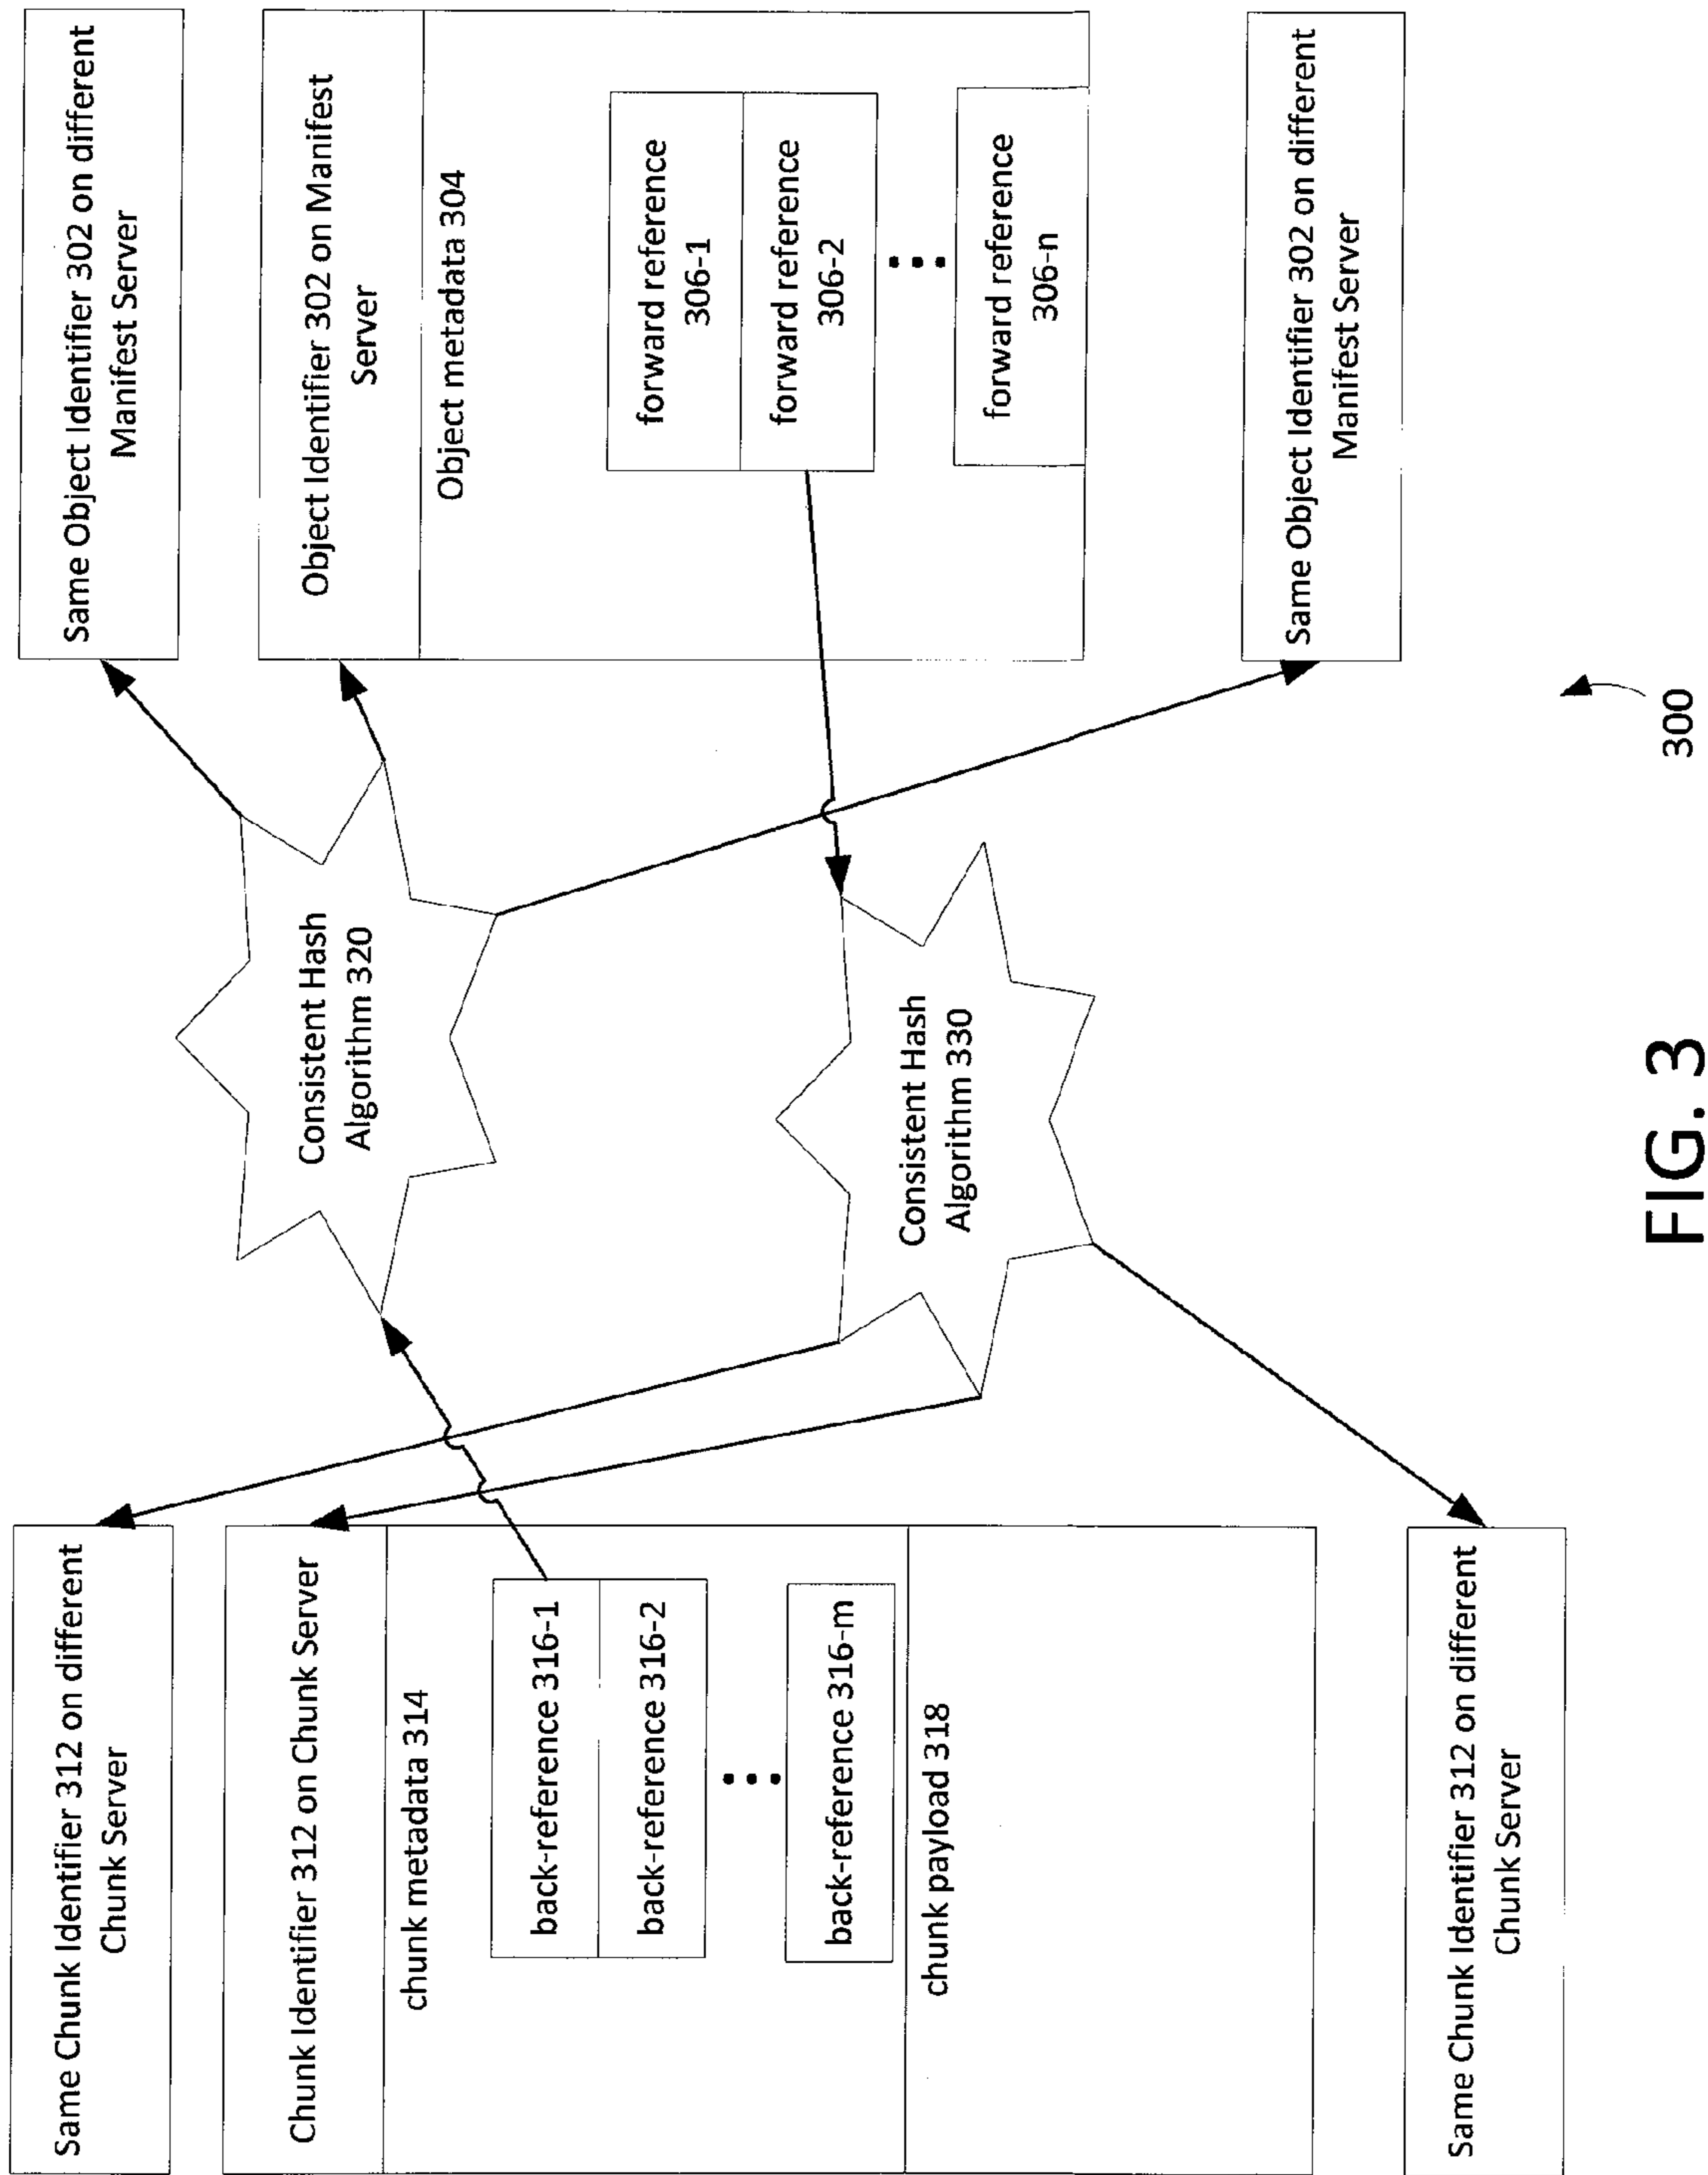 Same Chunk Identifier 312 on different
Chunk Server
Chunk Identifier 312 on Chunk Server
chunk metadata 314
back-reference 316-1
back-reference 316-2
back-reference 316-m
chunk payload 318
Same Chunk Identifier 312 on different
Chunk Server
Consistent Hash
Algorithm 320
Consistent Hash
Algorithm 330
Same Object Identifier 302 on different
Manifest Server
Object Identifier 302 on Manifest
Server
Object metadata 304
forward reference
306-1
forward reference
306-2
forward reference
306-n
Same Object Identifier 302 on different
Manifest Server
300
FIG. 3